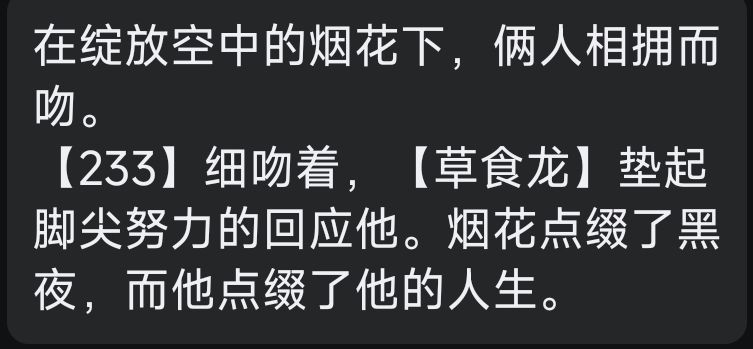 在绽放空中的烟花下，俩人相拥而
吻。
【233】细吻着，【草食龙】垫起
脚尖努力的回应他。烟花点缀了黑
夜，而他点缀了他的人生。